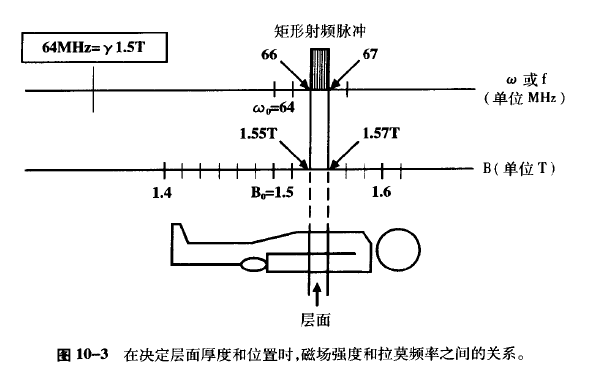 矩形射频脉冲
64MHz=γ 1.5T
66
67
ω 或 f
(单位 MHz)
ω₀=64
1.55T
1.57T
B(单位 T)
1.4
B₀=1.5
1.6
层面
图 10-3 在决定层面厚度和位置时,磁场强度和拉莫频率之间的关系。